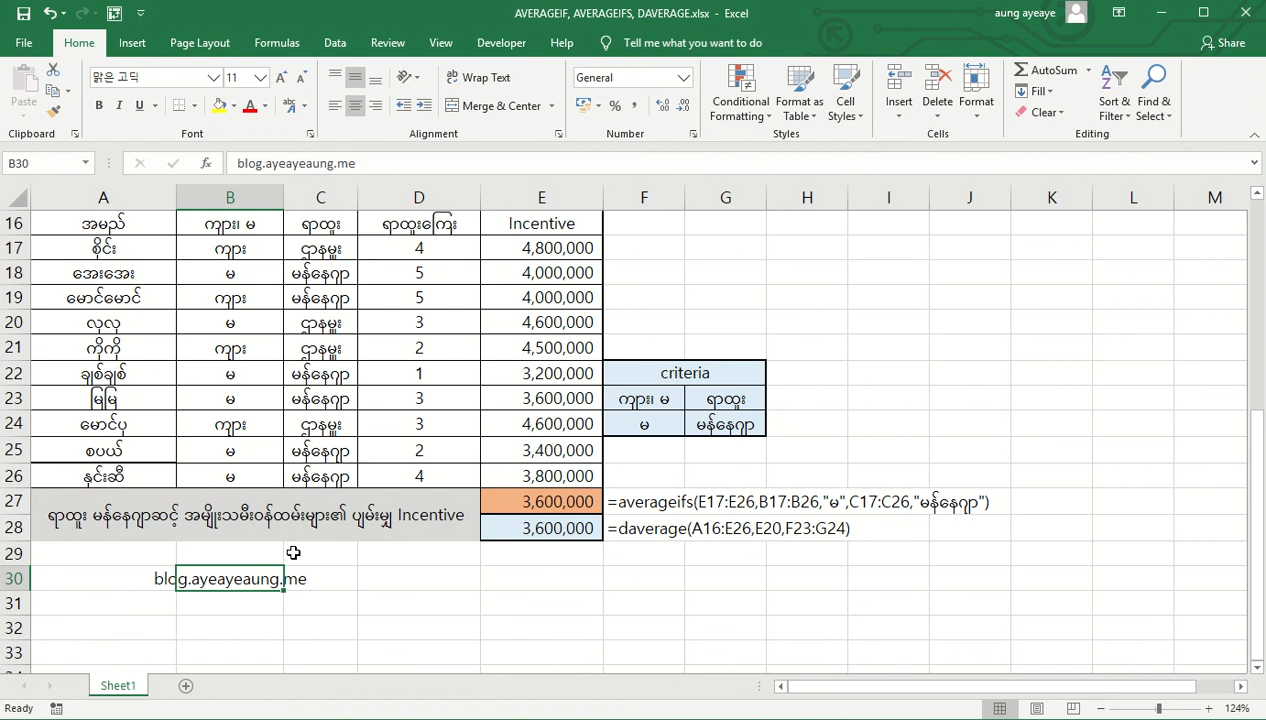 AVERAGEIF, AVERAGEIFS, DAVERAGE.xlsx - Excel
aung ayeaye
File Home Insert Page Layout Formulas Data Review View Developer Help Tell me what you want to do Share
Paste
맑은 고딕 11
Wrap Text
Merge & Center
General
Conditional Formatting
Format as Table
Cell Styles
Insert
Delete
Format
AutoSum
Fill
Clear
Sort & Filter
Find & Select
Clipboard Font Alignment Number Styles Cells Editing
B30 fx blog.ayeayeaung.me
A B C D E F G H I J K L M
16 အမည် ကျား၊ မ ရာထူး ရာထူးကြေး Incentive
17 စိုင်း ကျား ဌာနမှူး 4 4,800,000
18 အေးအေး မ မန်နေဂျာ 5 4,000,000
19 မောင်မောင် ကျား မန်နေဂျာ 5 4,000,000
20 လှလှ မ ဌာနမှူး 3 4,600,000
21 ကိုကို ကျား ဌာနမှူး 2 4,500,000
22 ချစ်ချစ် မ မန်နေဂျာ 1 3,200,000 criteria
23 မြမြ မ မန်နေဂျာ 3 3,600,000 ကျား၊ မ ရာထူး
24 မောင်ပု ကျား ဌာနမှူး 3 4,600,000 မ မန်နေဂျာ
25 စပယ် မ မန်နေဂျာ 2 3,400,000
26 နှင်းဆီ မ မန်နေဂျာ 4 3,800,000
27 ရာထူး မန်နေဂျာဆင့် အမျိုးသမီးဝန်ထမ်းများ၏ ပျမ်းမျှ Incentive 3,600,000 =averageifs(E17:E26,B17:B26,"မ",C17:C26,"မန်နေဂျာ")
28 3,600,000 =daverage(A16:E26,E20,F23:G24)
29
30 blog.ayeayeaung.me
31
32
33
Sheet1
Ready 124%